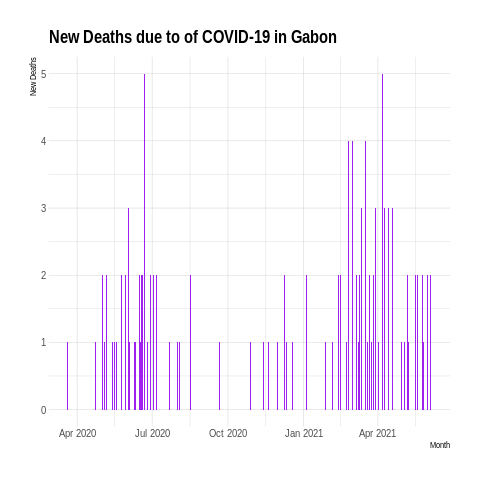 New Deaths due to of COVID-19 in Gabon
New Deaths
5
4
3
2
1
0
Apr 2020 Jul 2020 Oct 2020 Jan 2021 Apr 2021
Month